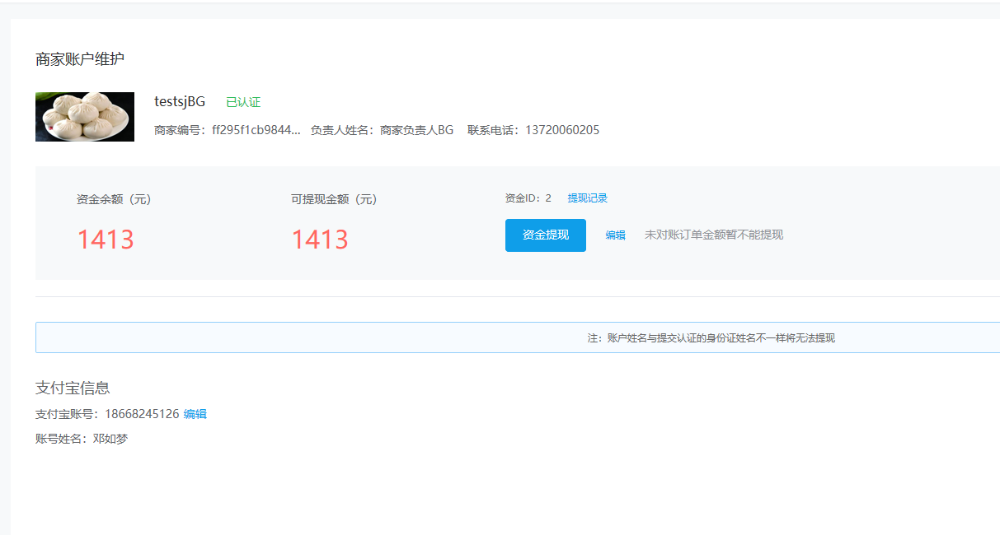 商家账户维护
testsjBG 已认证
商家编号：ff295f1cb9844... 负责人姓名：商家负责人BG 联系电话：13720060205
资金余额（元） 可提现金额（元） 资金ID：2 提现记录
1413 1413 资金提现 编辑 未对账订单金额暂不能提现
注：账户姓名与提交认证的身份证姓名不一样将无法提现
支付宝信息
支付宝账号：18668245126 编辑
账号姓名：邓如梦